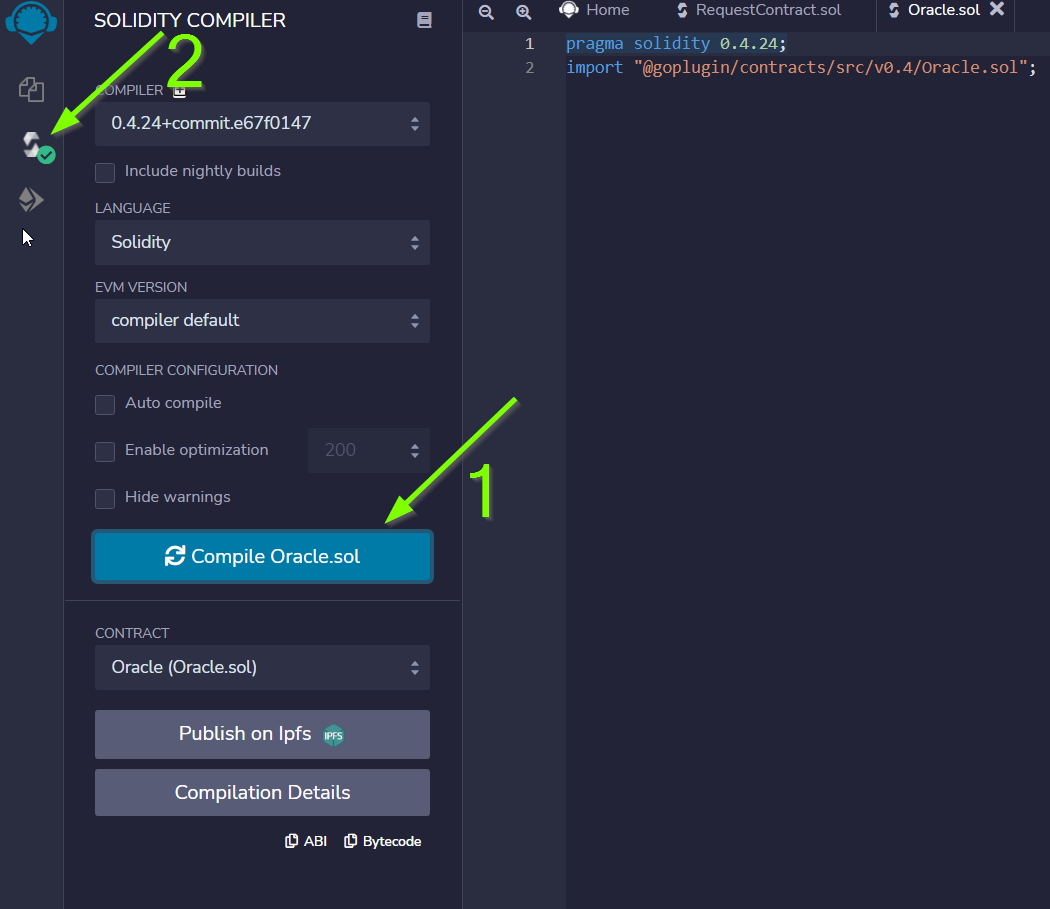 SOLIDITY COMPILER
2
COMPILER
0.4.24+commit.e67f0147
Include nightly builds
LANGUAGE
Solidity
EVM VERSION
compiler default
COMPILER CONFIGURATION
Auto compile
Enable optimization 200
Hide warnings
1
Compile Oracle.sol
CONTRACT
Oracle (Oracle.sol)
Publish on Ipfs IPFS
Compilation Details
ABI Bytecode
Home RequestContract.sol Oracle.sol
1 pragma solidity 0.4.24;
2 import "@goplugin/contracts/src/v0.4/Oracle.sol";